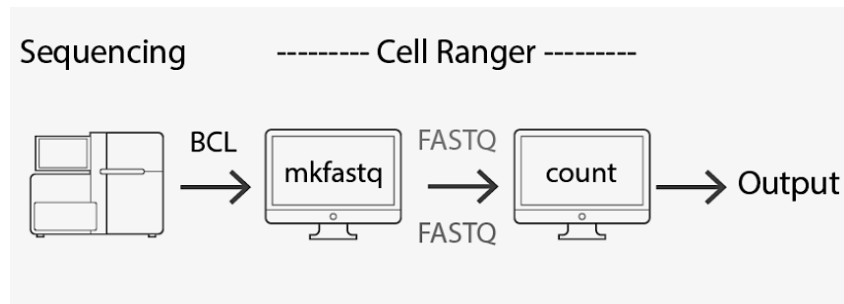 Sequencing --------- Cell Ranger ---------
BCL
mkfastq
FASTQ
FASTQ
count
Output